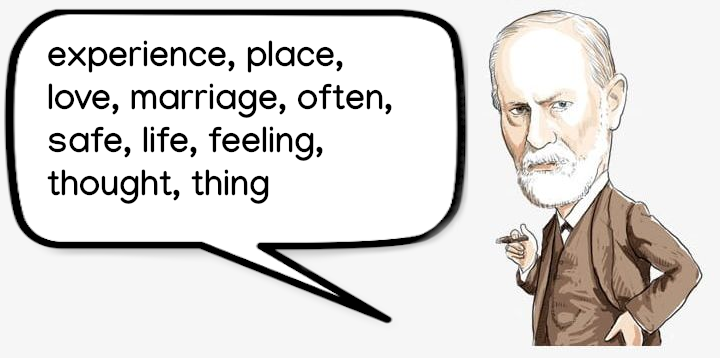 experience, place,
love, marriage, often,
safe, life, feeling,
thought, thing